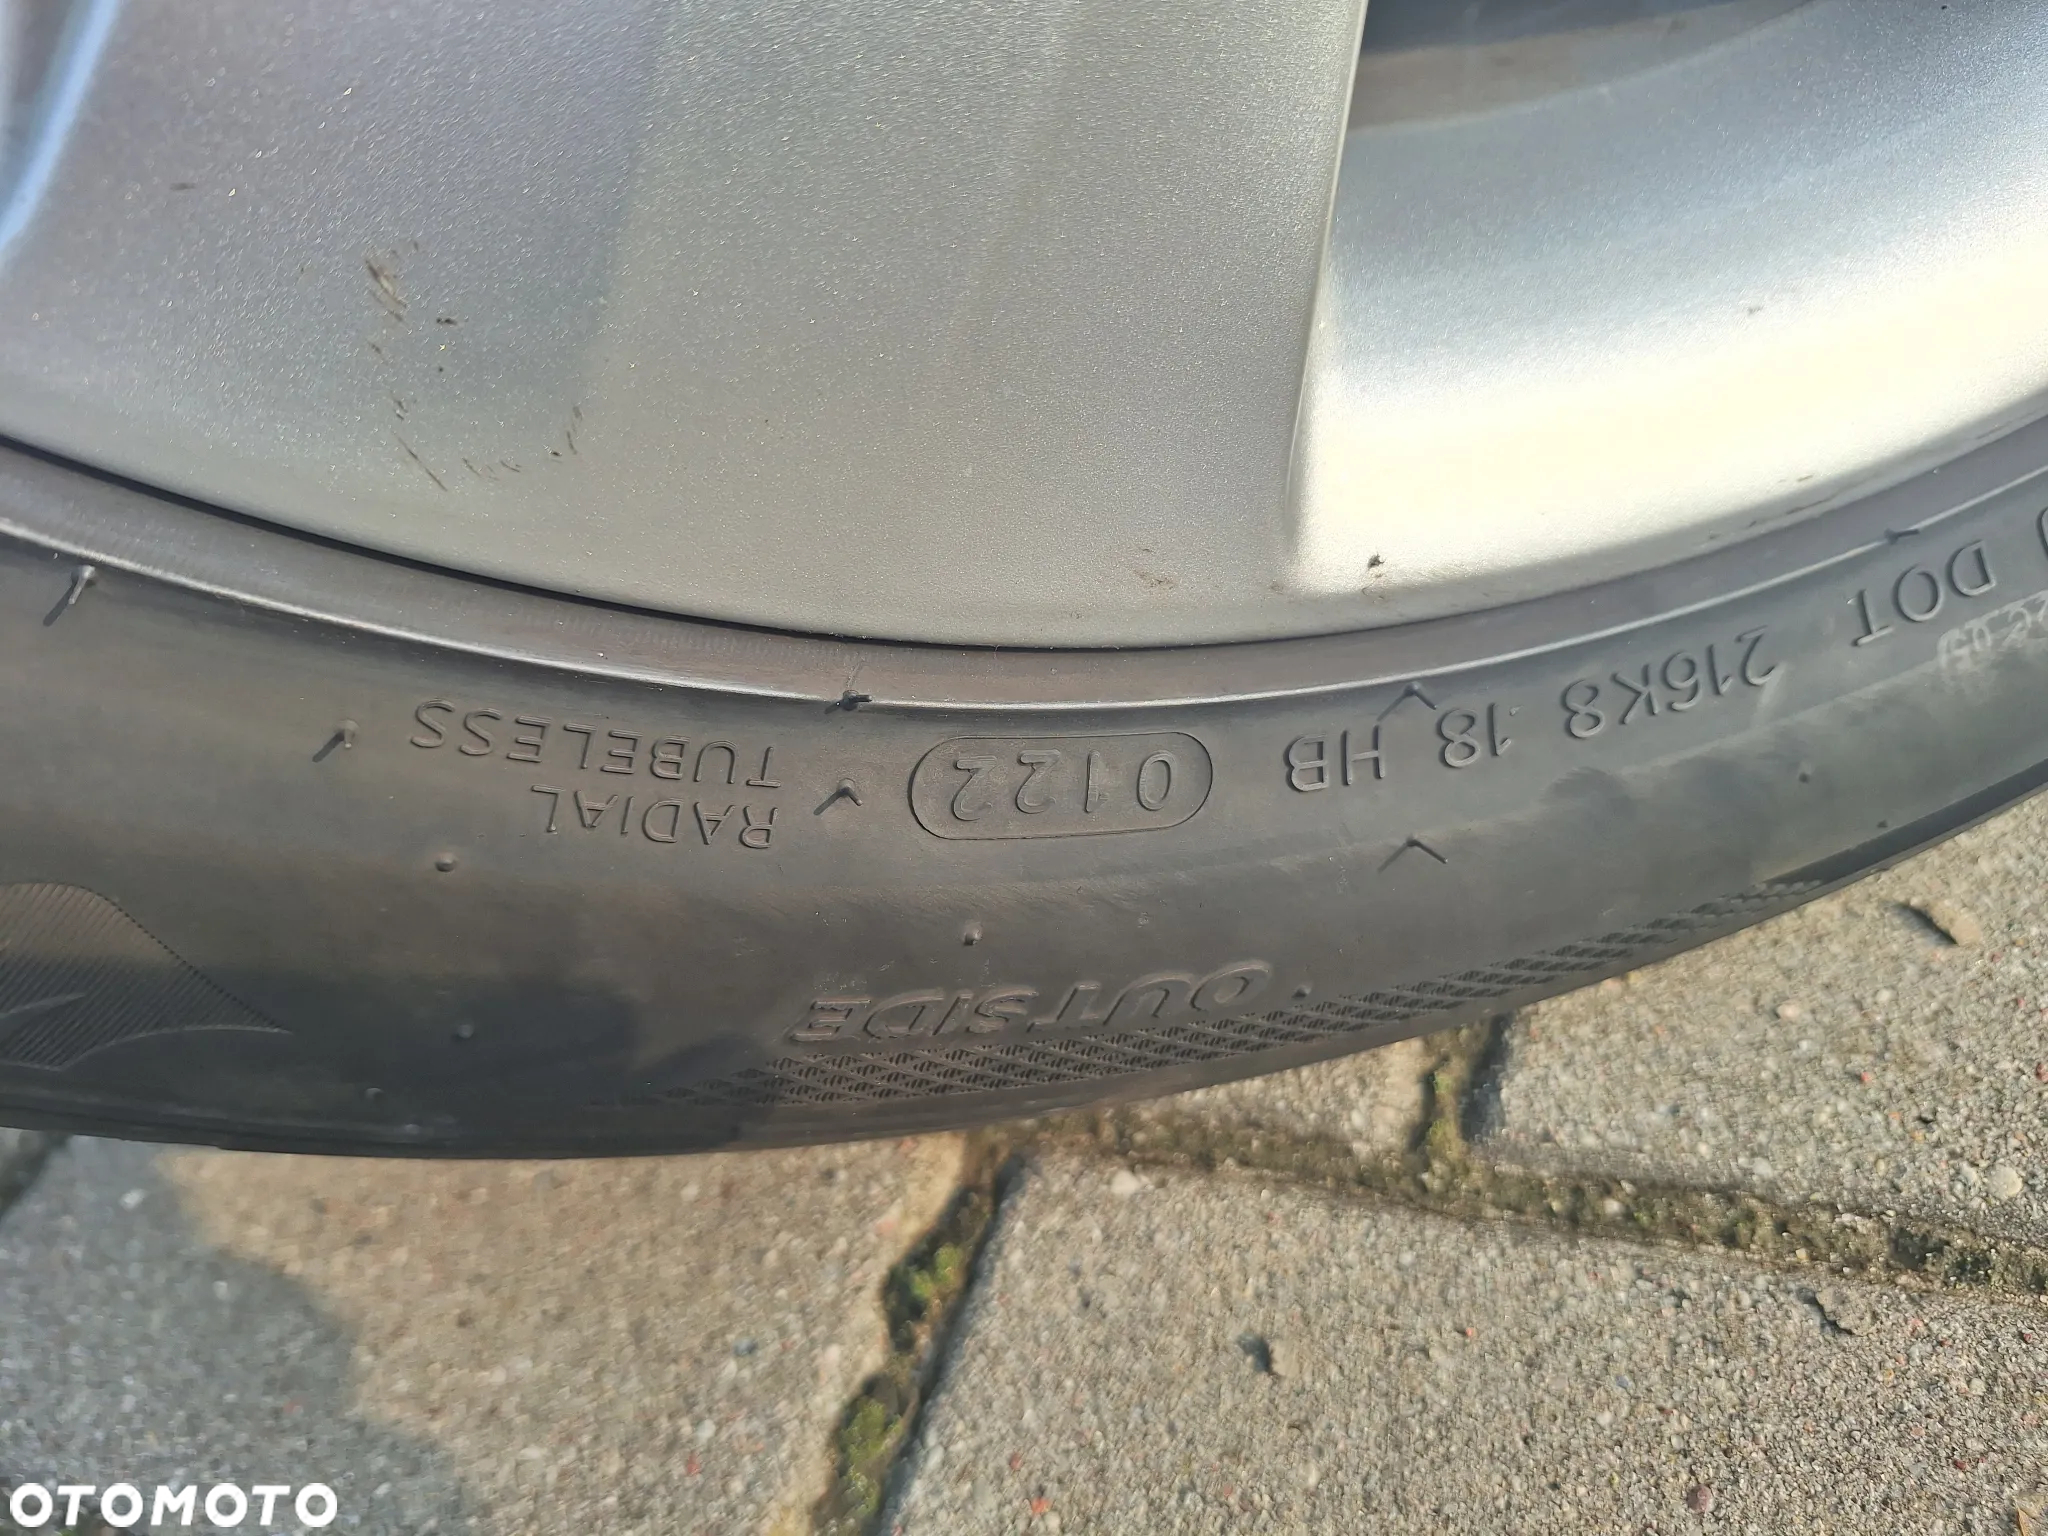 DOT 216K8 18 HB 0122
RADIAL
TUBELESS
OUTSIDE
OTOMOTO